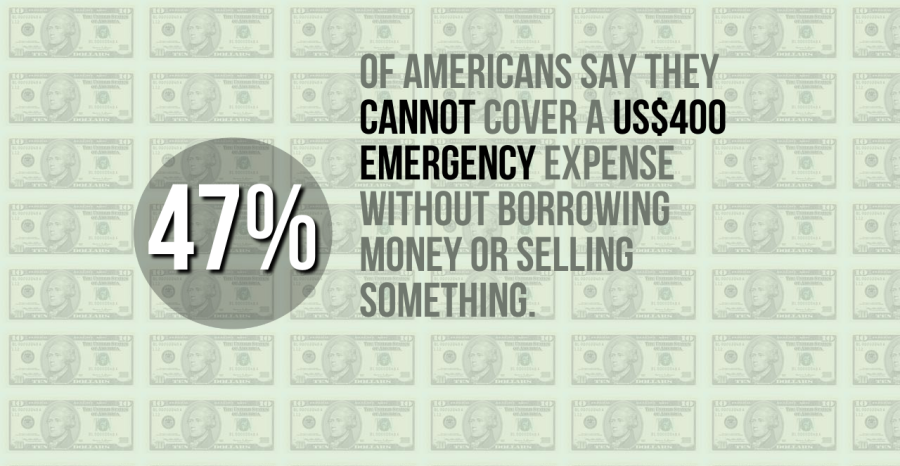 47%
OF AMERICANS SAY THEY
CANNOT COVER A US$400
EMERGENCY EXPENSE
WITHOUT BORROWING
MONEY OR SELLING
SOMETHING.